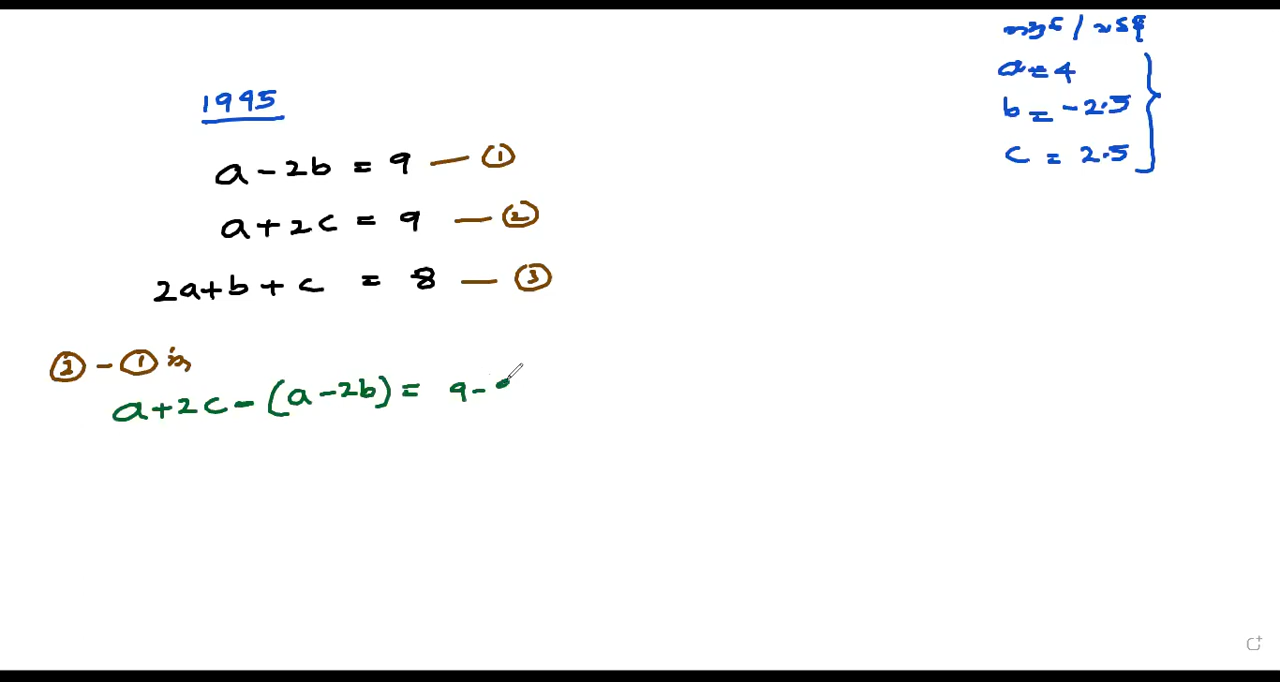 1995
a - 2b = 9 — ①
a + 2c = 9 — ②
2a + b + c = 8 — ③
② - ①
a + 2c - (a - 2b) = 9 -
a = 4
b = -2.5
c = 2.5